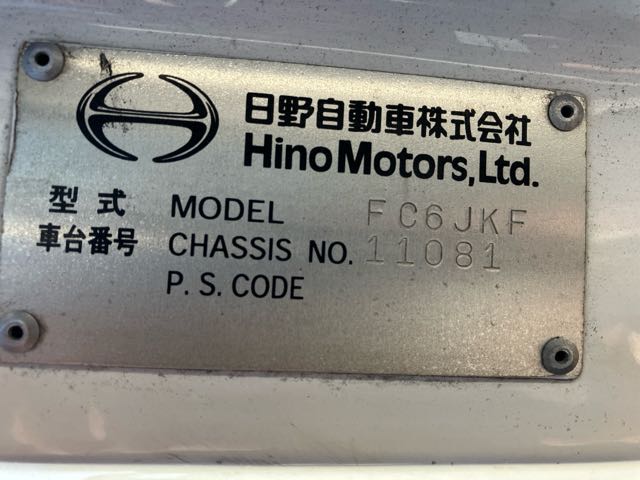 日野自動車株式会社
Hino Motors, Ltd.
型式 MODEL FC6JKF
車台番号 CHASSIS NO. 11081
P. S. CODE